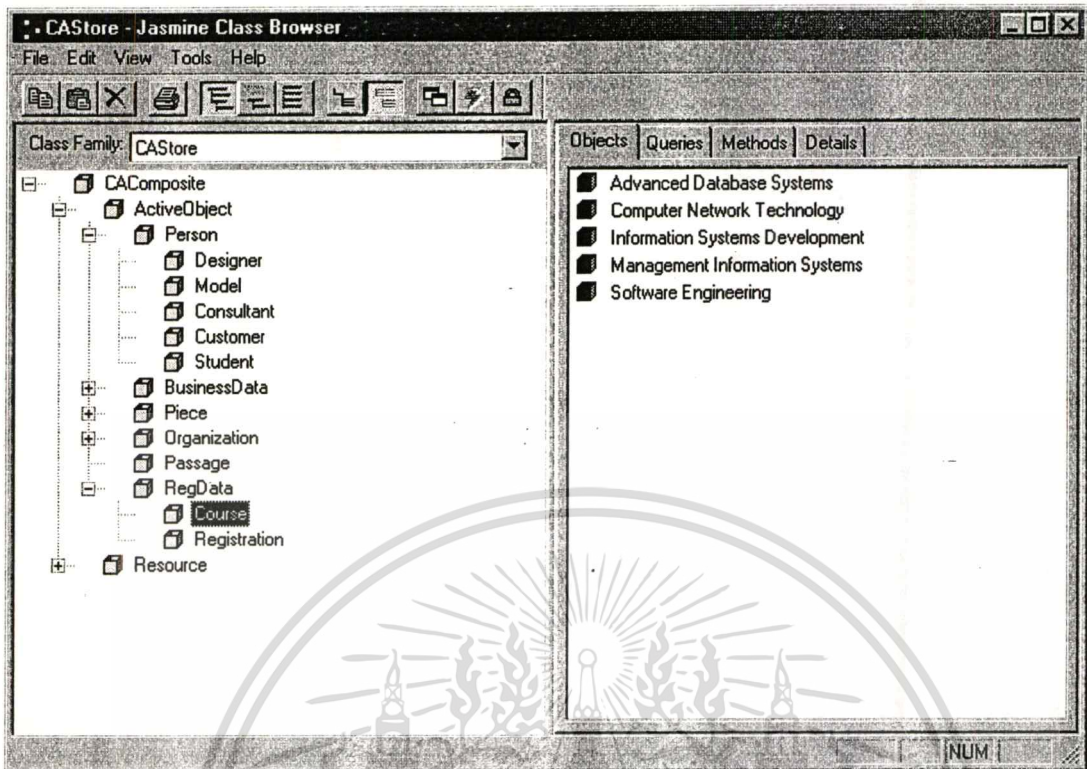 CAStore - Jasmine Class Browser
File Edit View Tools Help
Class Family: CAStore
CAComposite
ActiveObject
Person
Designer
Model
Consultant
Customer
Student
BusinessData
Piece
Organization
Passage
RegData
Course
Registration
Resource
Objects Queries Methods Details
Advanced Database Systems
Computer Network Technology
Information Systems Development
Management Information Systems
Software Engineering
NUM